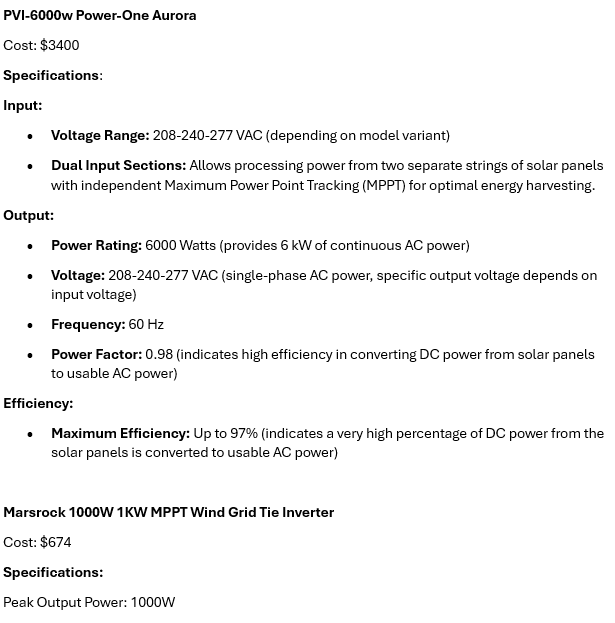 PVI-6000w Power-One Aurora
Cost: $3400
Specifications:
Input:
• Voltage Range: 208-240-277 VAC (depending on model variant)
• Dual Input Sections: Allows processing power from two separate strings of solar panels
with independent Maximum Power Point Tracking (MPPT) for optimal energy harvesting.
Output:
• Power Rating: 6000 Watts (provides 6 kW of continuous AC power)
• Voltage: 208-240-277 VAC (single-phase AC power, specific output voltage depends on
input voltage)
• Frequency: 60 Hz
• Power Factor: 0.98 (indicates high efficiency in converting DC power from solar panels
to usable AC power)
Efficiency:
• Maximum Efficiency: Up to 97% (indicates a very high percentage of DC power from the
solar panels is converted to usable AC power)
Marsrock 1000W 1KW MPPT Wind Grid Tie Inverter
Cost: $674
Specifications:
Peak Output Power: 1000W